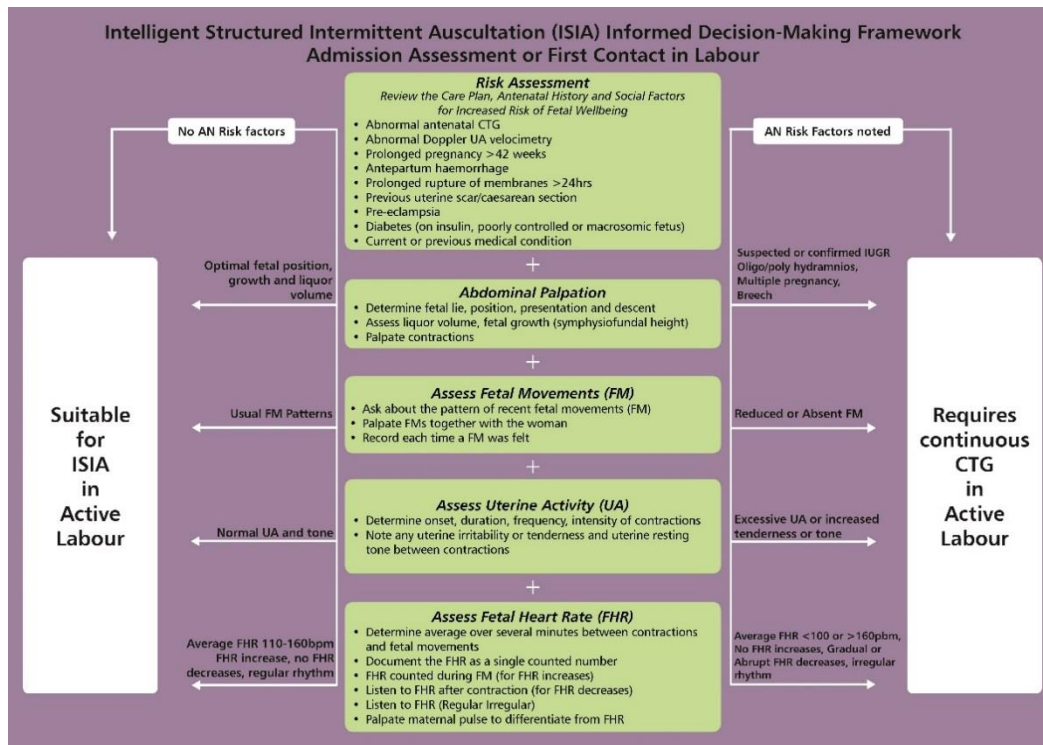 Intelligent Structured Intermittent Auscultation (ISIA) Informed Decision-Making Framework
Admission Assessment or First Contact in Labour
Risk Assessment
Review the Care Plan, Antenatal History and Social Factors
for Increased Risk of Fetal Wellbeing
• Abnormal antenatal CTG
• Abnormal Doppler UA velocimetry
• Prolonged pregnancy >42 weeks
• Antepartum haemorrhage
• Prolonged rupture of membranes >24hrs
• Previous uterine scar/caesarean section
• Pre-eclampsia
• Diabetes (on insulin, poorly controlled or macrosomic fetus)
• Current or previous medical condition
No AN Risk factors
AN Risk Factors noted
+
Optimal fetal position,
growth and liquor
volume
Abdominal Palpation
• Determine fetal lie, position, presentation and descent
• Assess liquor volume, fetal growth (symphysiofundal height)
• Palpate contractions
Suspected or confirmed IUGR
Oligo/poly hydramnios,
Multiple pregnancy,
Breech
+
Usual FM Patterns
Assess Fetal Movements (FM)
• Ask about the pattern of recent fetal movements (FM)
• Palpate FMs together with the woman
• Record each time a FM was felt
Reduced or Absent FM
+
Suitable
for
ISIA
in
Active
Labour
Requires
continuous
CTG
in
Active
Labour
Normal UA and tone
Assess Uterine Activity (UA)
• Determine onset, duration, frequency, intensity of contractions
• Note any uterine irritability or tenderness and uterine resting
tone between contractions
Excessive UA or increased
tenderness or tone
+
Average FHR 110-160bpm
FHR increase, no FHR
decreases, regular rhythm
Assess Fetal Heart Rate (FHR)
• Determine average over several minutes between contractions
and fetal movements
• Document the FHR as a single counted number
• FHR counted during FM (for FHR increases)
• Listen to FHR after contraction (for FHR decreases)
• Listen to FHR (Regular Irregular)
• Palpate maternal pulse to differentiate from FHR
Average FHR <100 or >160pbm,
No FHR increases, Gradual or
Abrupt FHR decreases, irregular
rhythm